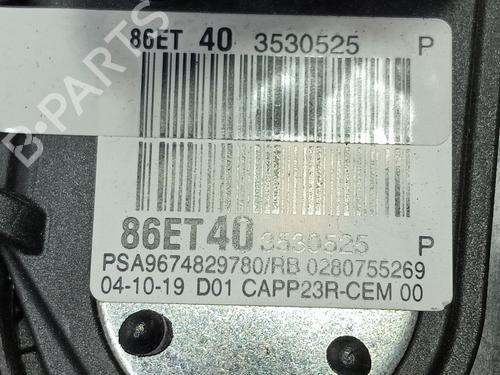 86ET 40 3530525 P
B-PARTS
86ET40 3530525 P
PSA9674829780/RB 0280755269
04-10-19 D01 CAPP23R-CEM 00